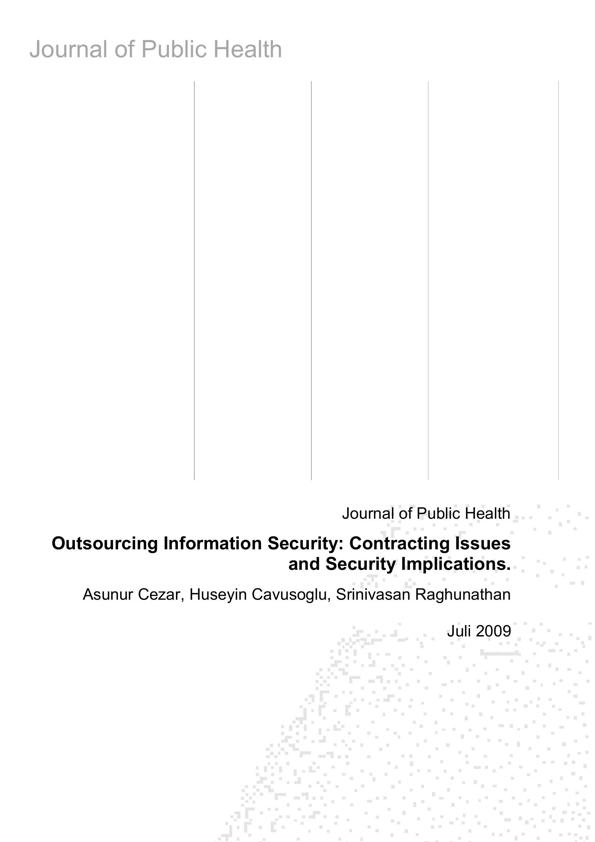 Journal of Public Health
Journal of Public Health
Outsourcing Information Security: Contracting Issues
and Security Implications.
Asunur Cezar, Huseyin Cavusoglu, Srinivasan Raghunathan
Juli 2009